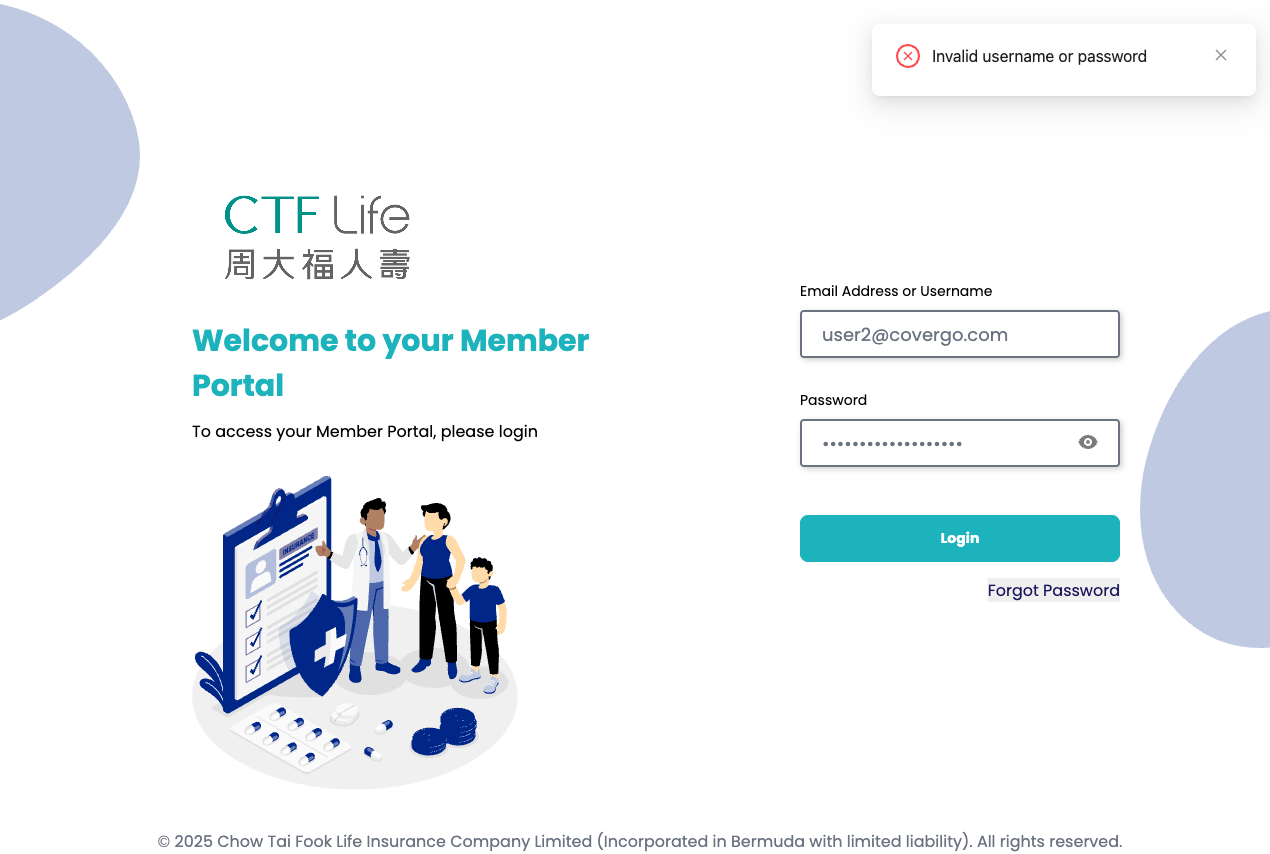 Invalid username or password
CTF Life
周大福人壽
Welcome to your Member
Portal
To access your Member Portal, please login
INSURANCE
Email Address or Username
user2@covergo.com
Password
•••••••••••••••••••
Login
Forgot Password
© 2025 Chow Tai Fook Life Insurance Company Limited (Incorporated in Bermuda with limited liability). All rights reserved.